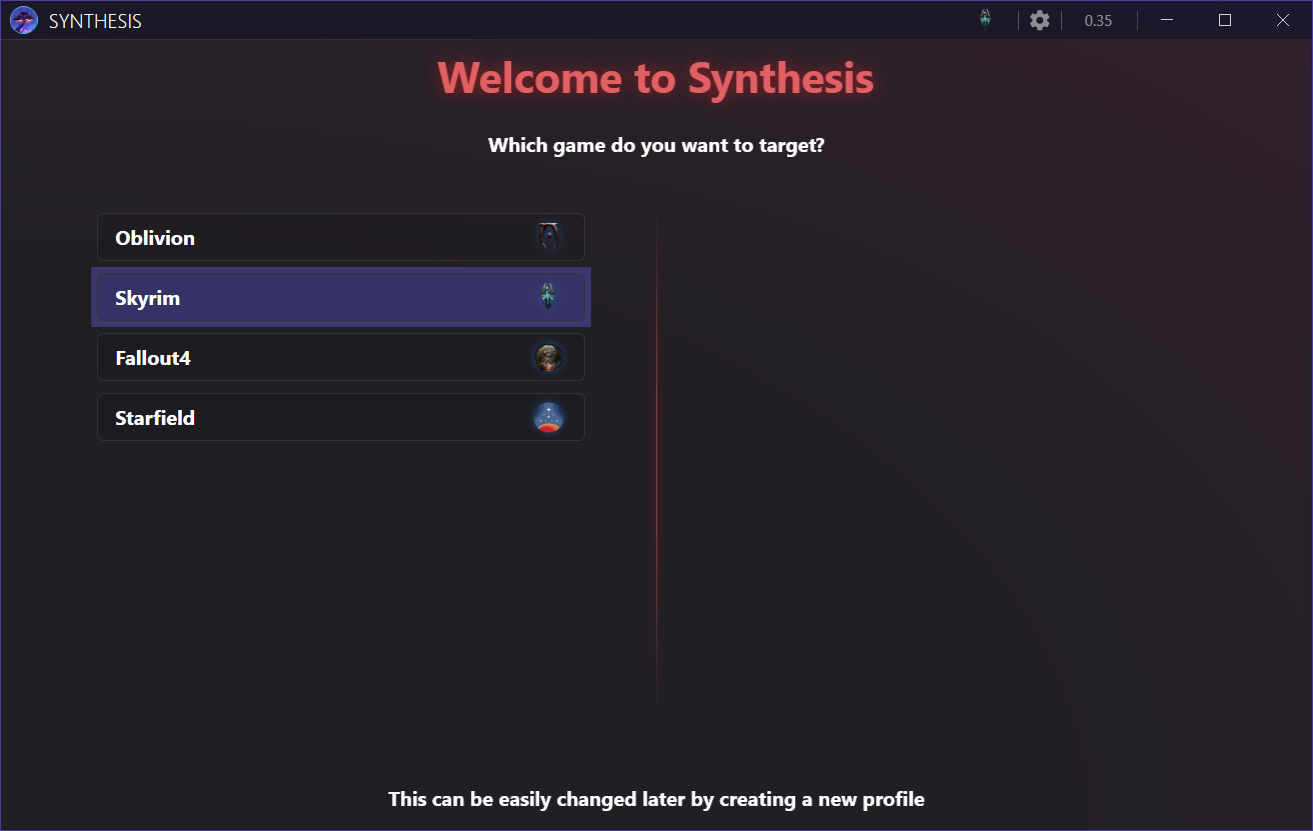 SYNTHESIS
0.35
Welcome to Synthesis
Which game do you want to target?
Oblivion
Skyrim
Fallout4
Starfield
This can be easily changed later by creating a new profile